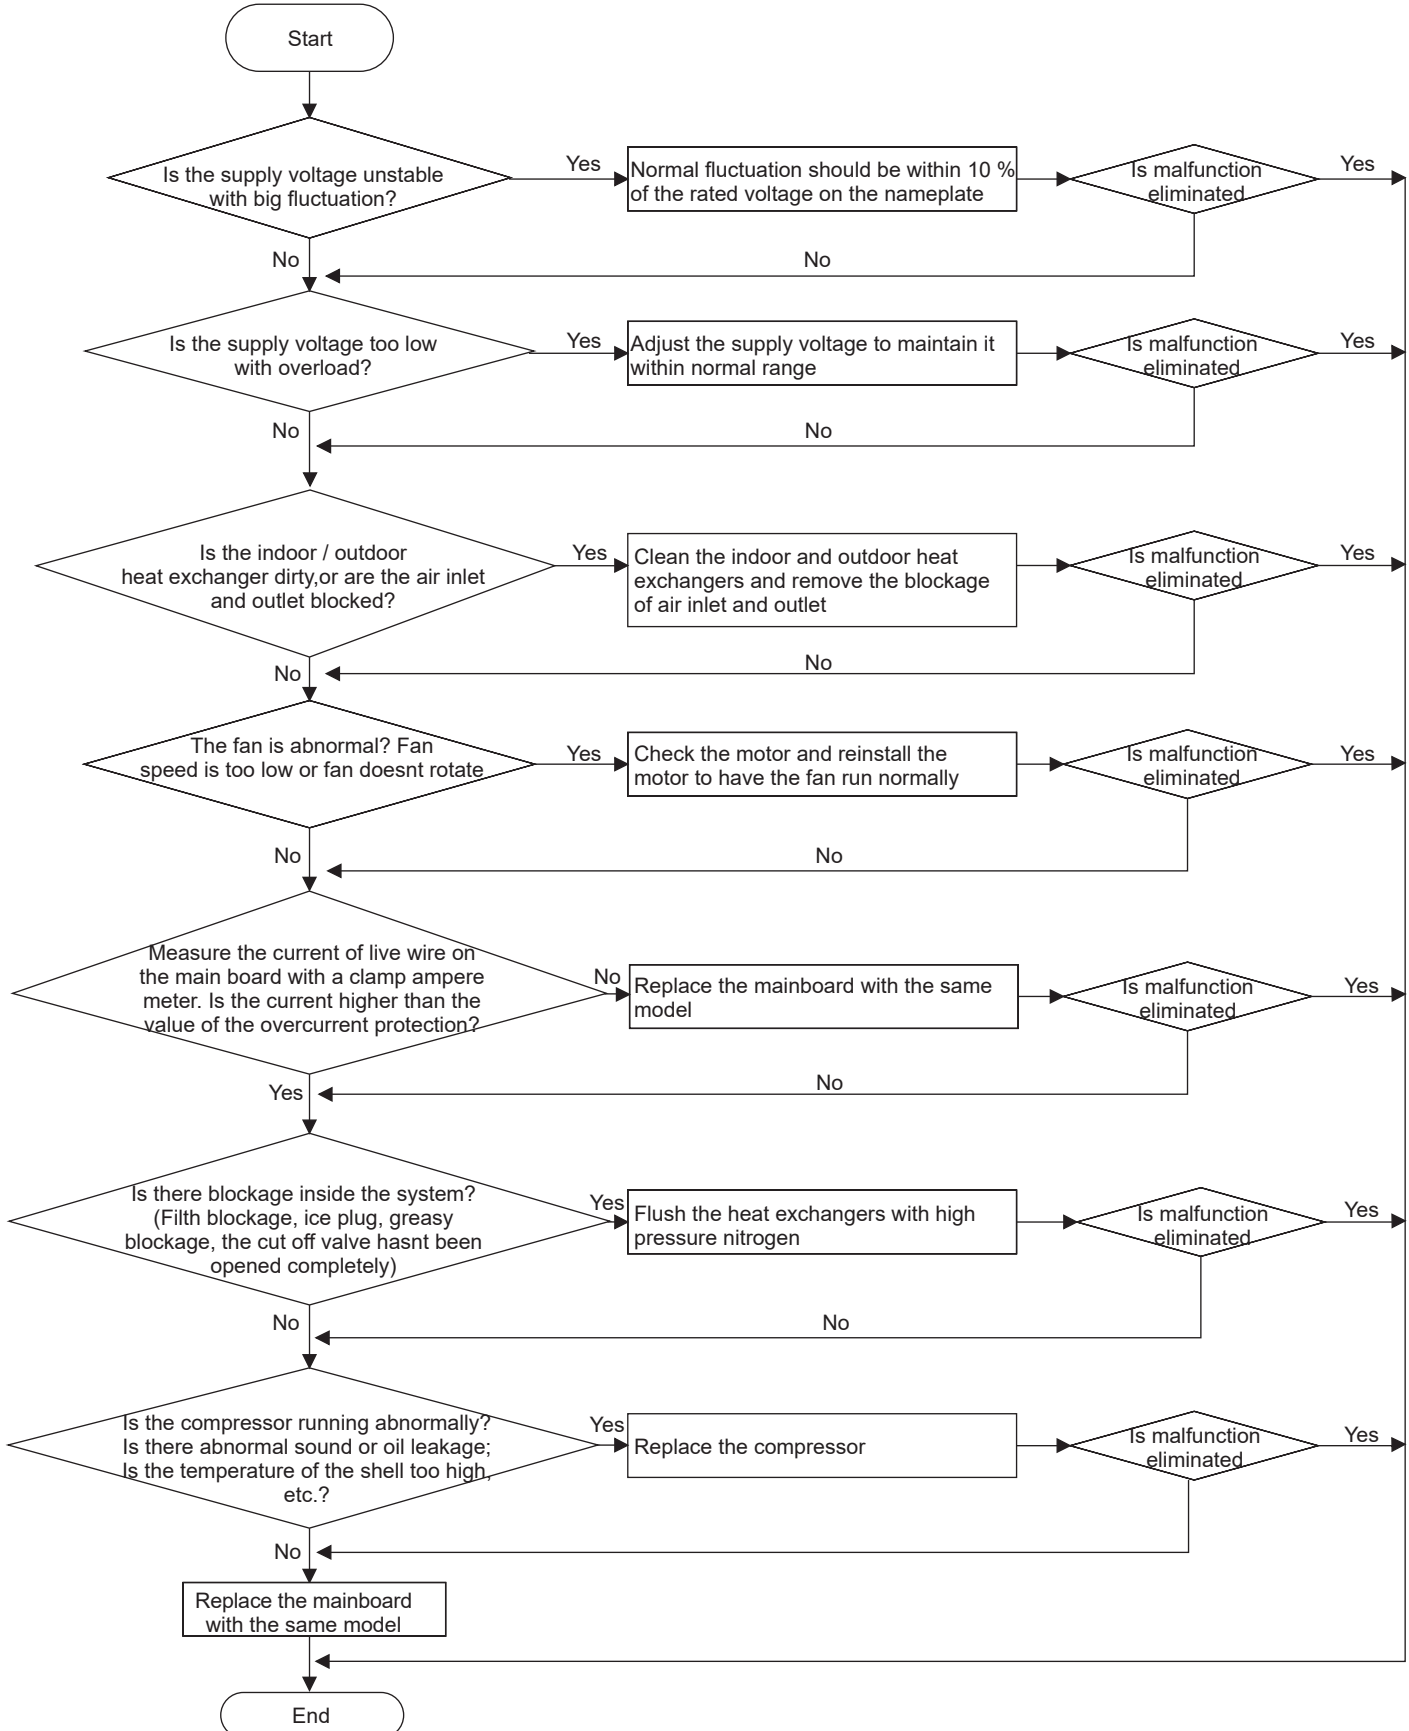 Start
Is the supply voltage unstable
with big fluctuation?
Yes
Normal fluctuation should be within 10 %
of the rated voltage on the nameplate
Is malfunction
eliminated
Yes
No
No
Is the supply voltage too low
with overload?
Yes
Adjust the supply voltage to maintain it
within normal range
Is malfunction
eliminated
Yes
No
No
Is the indoor / outdoor
heat exchanger dirty,or are the air inlet
and outlet blocked?
Yes
Clean the indoor and outdoor heat
exchangers and remove the blockage
of air inlet and outlet
Is malfunction
eliminated
Yes
No
No
The fan is abnormal? Fan
speed is too low or fan doesnt rotate
Yes
Check the motor and reinstall the
motor to have the fan run normally
Is malfunction
eliminated
Yes
No
No
Measure the current of live wire on
the main board with a clamp ampere
meter. Is the current higher than the
value of the overcurrent protection?
No
Replace the mainboard with the same
model
Is malfunction
eliminated
Yes
Yes
No
Is there blockage inside the system?
(Filth blockage, ice plug, greasy
blockage, the cut off valve hasnt been
opened completely)
Yes
Flush the heat exchangers with high
pressure nitrogen
Is malfunction
eliminated
Yes
No
No
Is the compressor running abnormally?
Is there abnormal sound or oil leakage;
Is the temperature of the shell too high,
etc.?
Yes
Replace the compressor
Is malfunction
eliminated
Yes
No
Replace the mainboard
with the same model
End